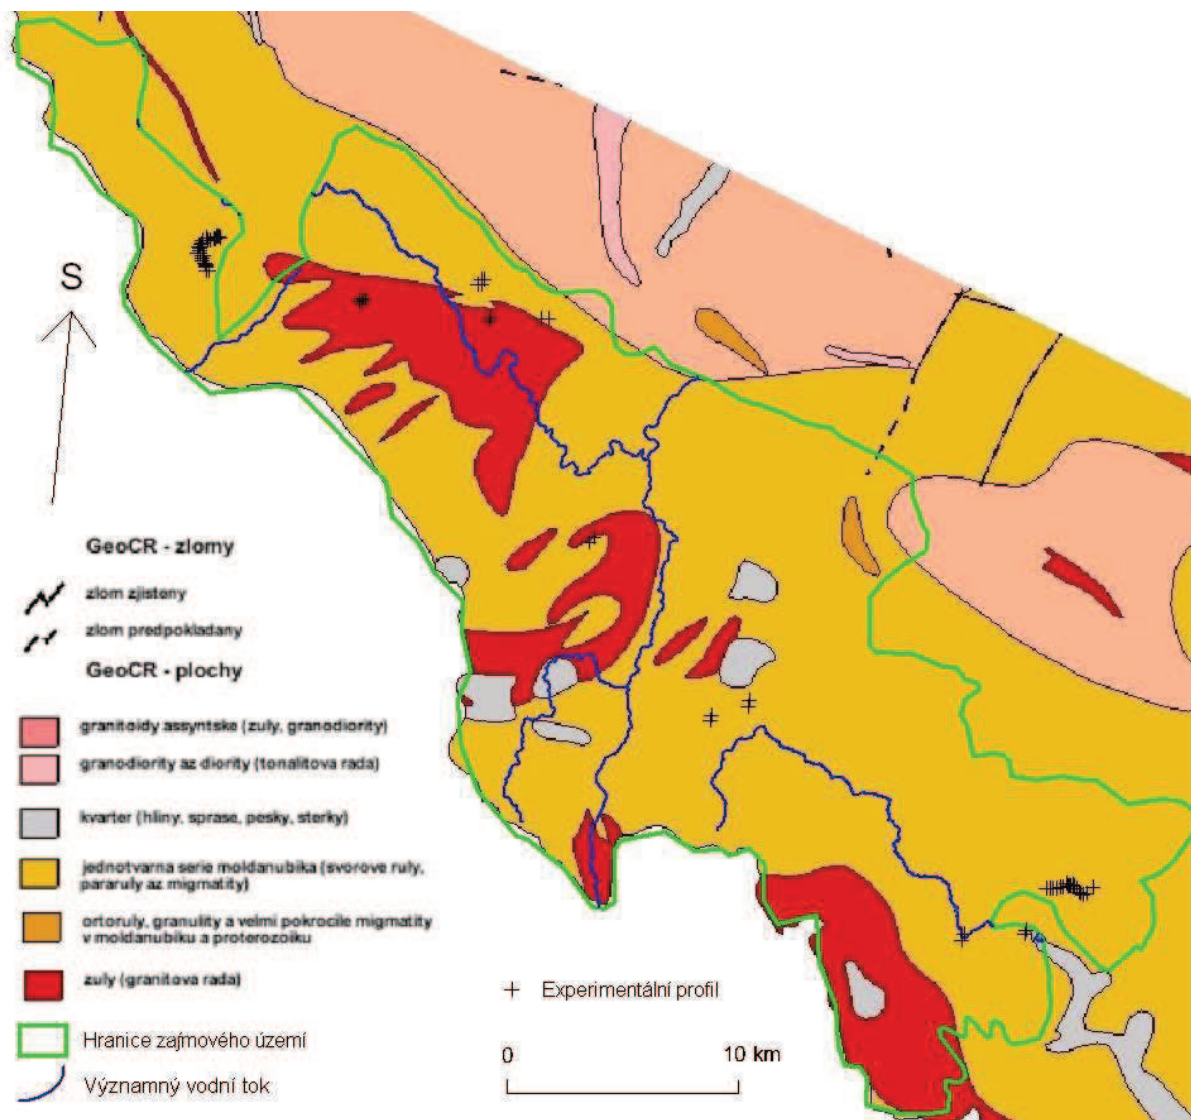 S
GeoCR - zlomy
zlom zjisteny
zlom predpokladany
GeoCR - plochy
granitoidy assyntske (zuly, granodiority)
granodiority az diority (tonalitova rada)
kvarter (hliny, sprase, pesky, sterky)
jednotvarna serie moldanubika (svorove ruly,
pararuly az migmatity)
ortoruly, granulity a velmi pokrocile migmatity
v moldanubiku a proterozoiku
zuly (granitova rada)
Hranice zajmového území
Významný vodní tok
Experimentální profil
0 10 km